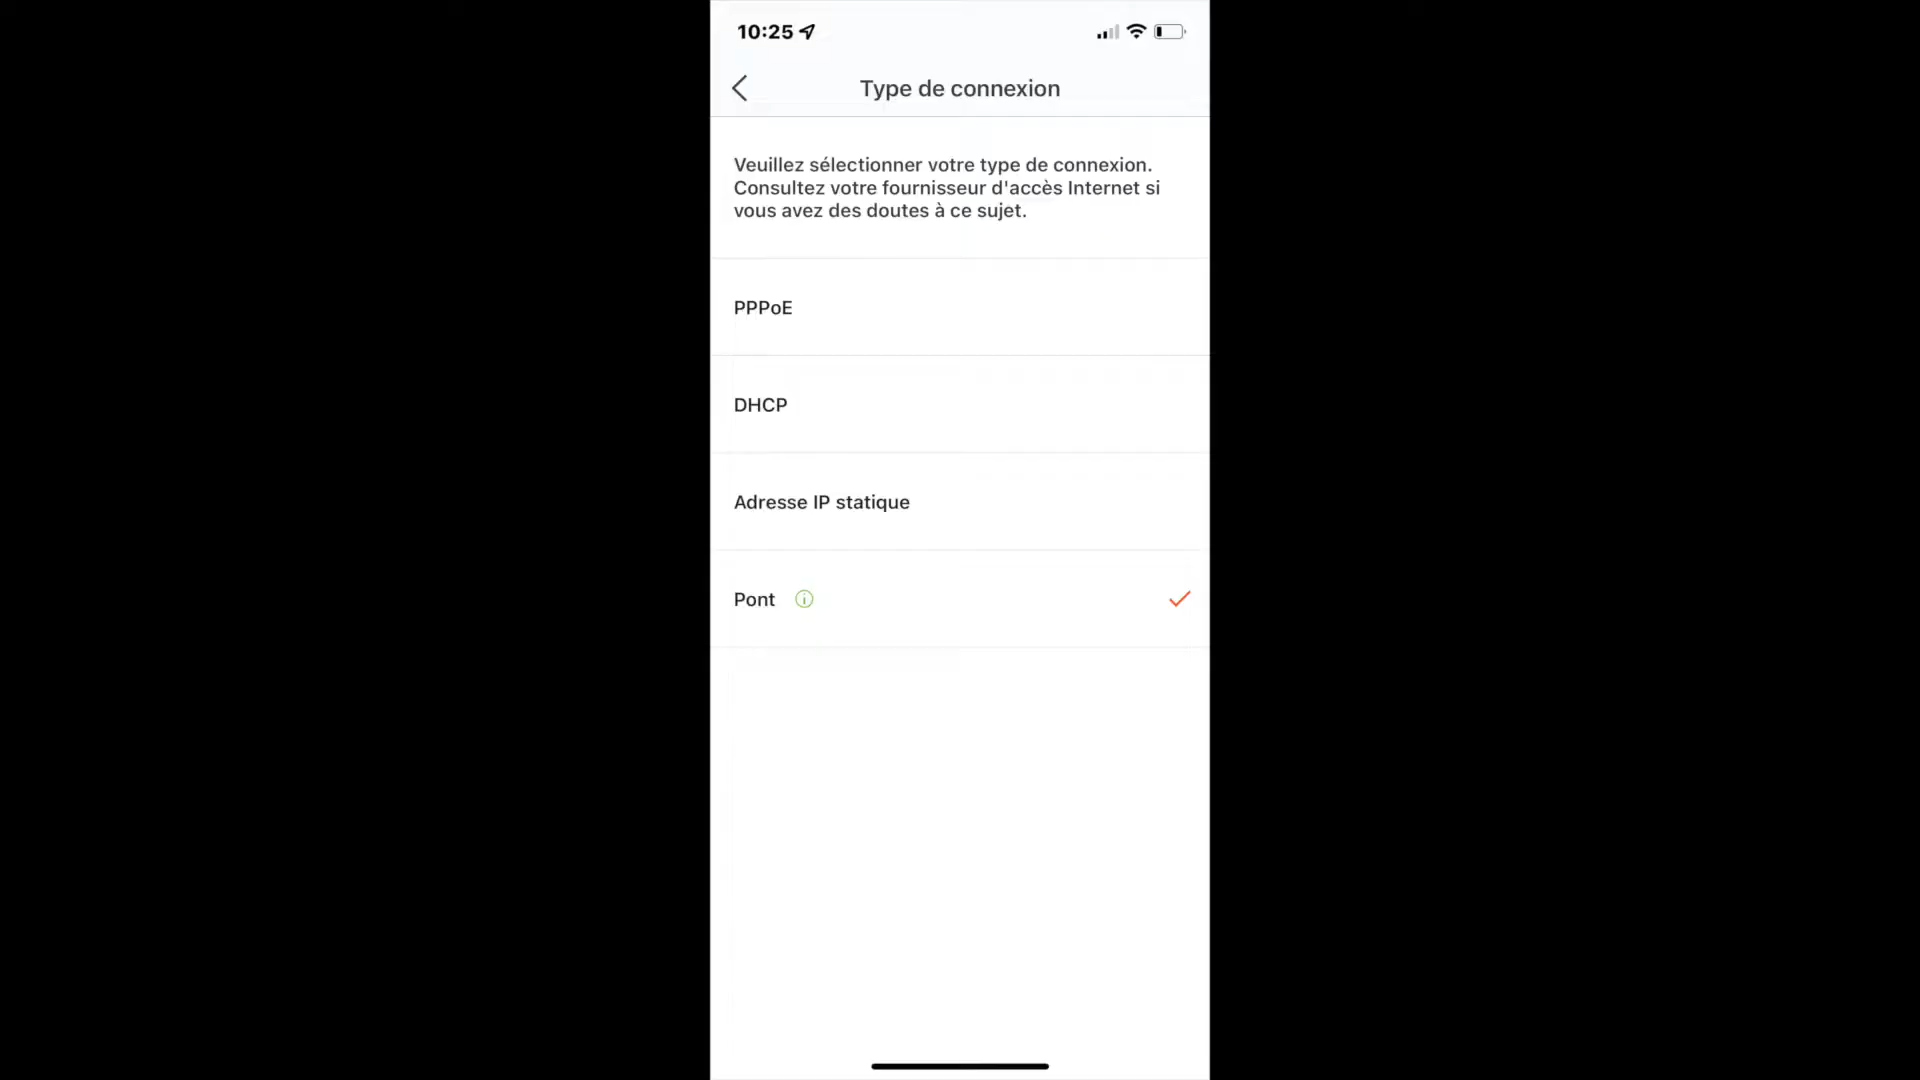 10:25
Type de connexion
Veuillez sélectionner votre type de connexion.
Consultez votre fournisseur d'accès Internet si
vous avez des doutes à ce sujet.
PPPoE
DHCP
Adresse IP statique
Pont